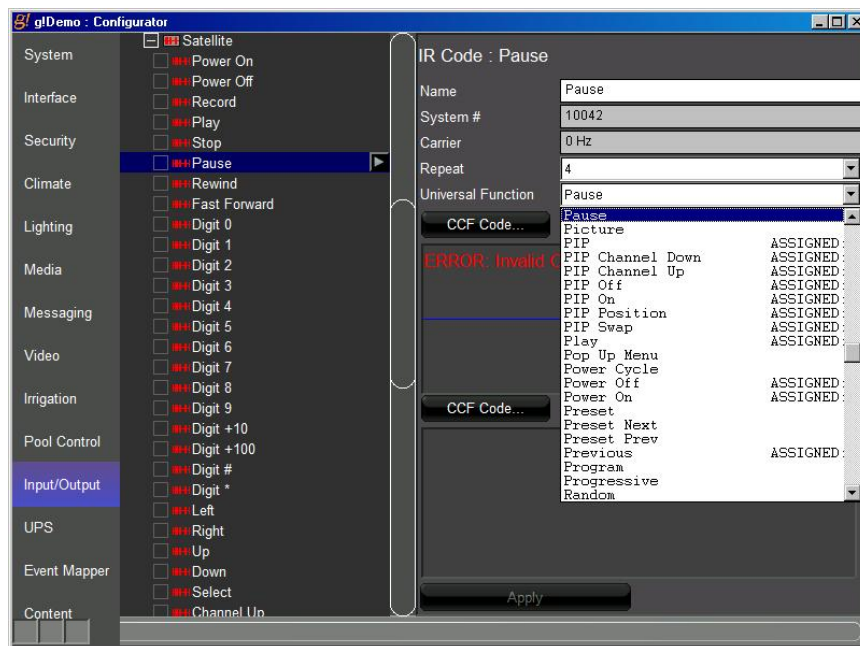 g! g!Demo : Configurator
System
Interface
Security
Climate
Lighting
Media
Messaging
Video
Irrigation
Pool Control
Input/Output
UPS
Event Mapper
Content
Satellite
Power On
Power Off
Record
Play
Stop
Pause
Rewind
Fast Forward
Digit 0
Digit 1
Digit 2
Digit 3
Digit 4
Digit 5
Digit 6
Digit 7
Digit 8
Digit 9
Digit +10
Digit +100
Digit #
Digit *
Left
Right
Up
Down
Select
Channel Up
IR Code : Pause
Name Pause
System # 10042
Carrier 0 Hz
Repeat 4
Universal Function Pause
CCF Code...
ERROR: Invalid C
Pause
Picture
PIP ASSIGNED:
PIP Channel Down ASSIGNED:
PIP Channel Up ASSIGNED:
PIP Off ASSIGNED:
PIP On ASSIGNED:
PIP Position ASSIGNED:
PIP Swap ASSIGNED:
Play ASSIGNED:
Pop Up Menu
Power Cycle
Power Off ASSIGNED:
Power On ASSIGNED:
Preset
Preset Next
Preset Prev
Previous ASSIGNED:
Program
Progressive
Random
CCF Code...
Apply